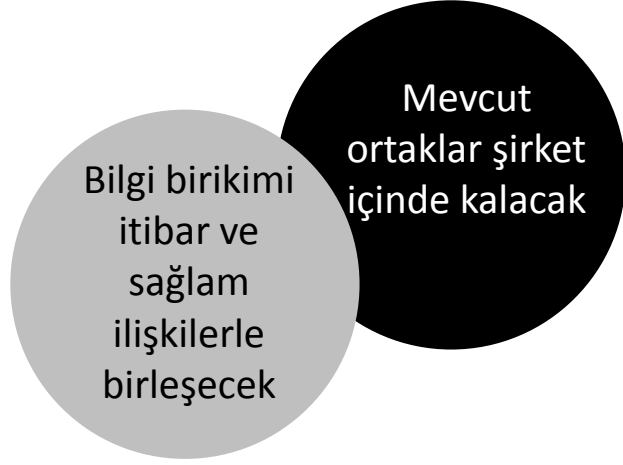 Mevcut
ortaklar şirket
içinde kalacak
Bilgi birikimi
itibar ve
sağlam
ilişkilerle
birleşecek